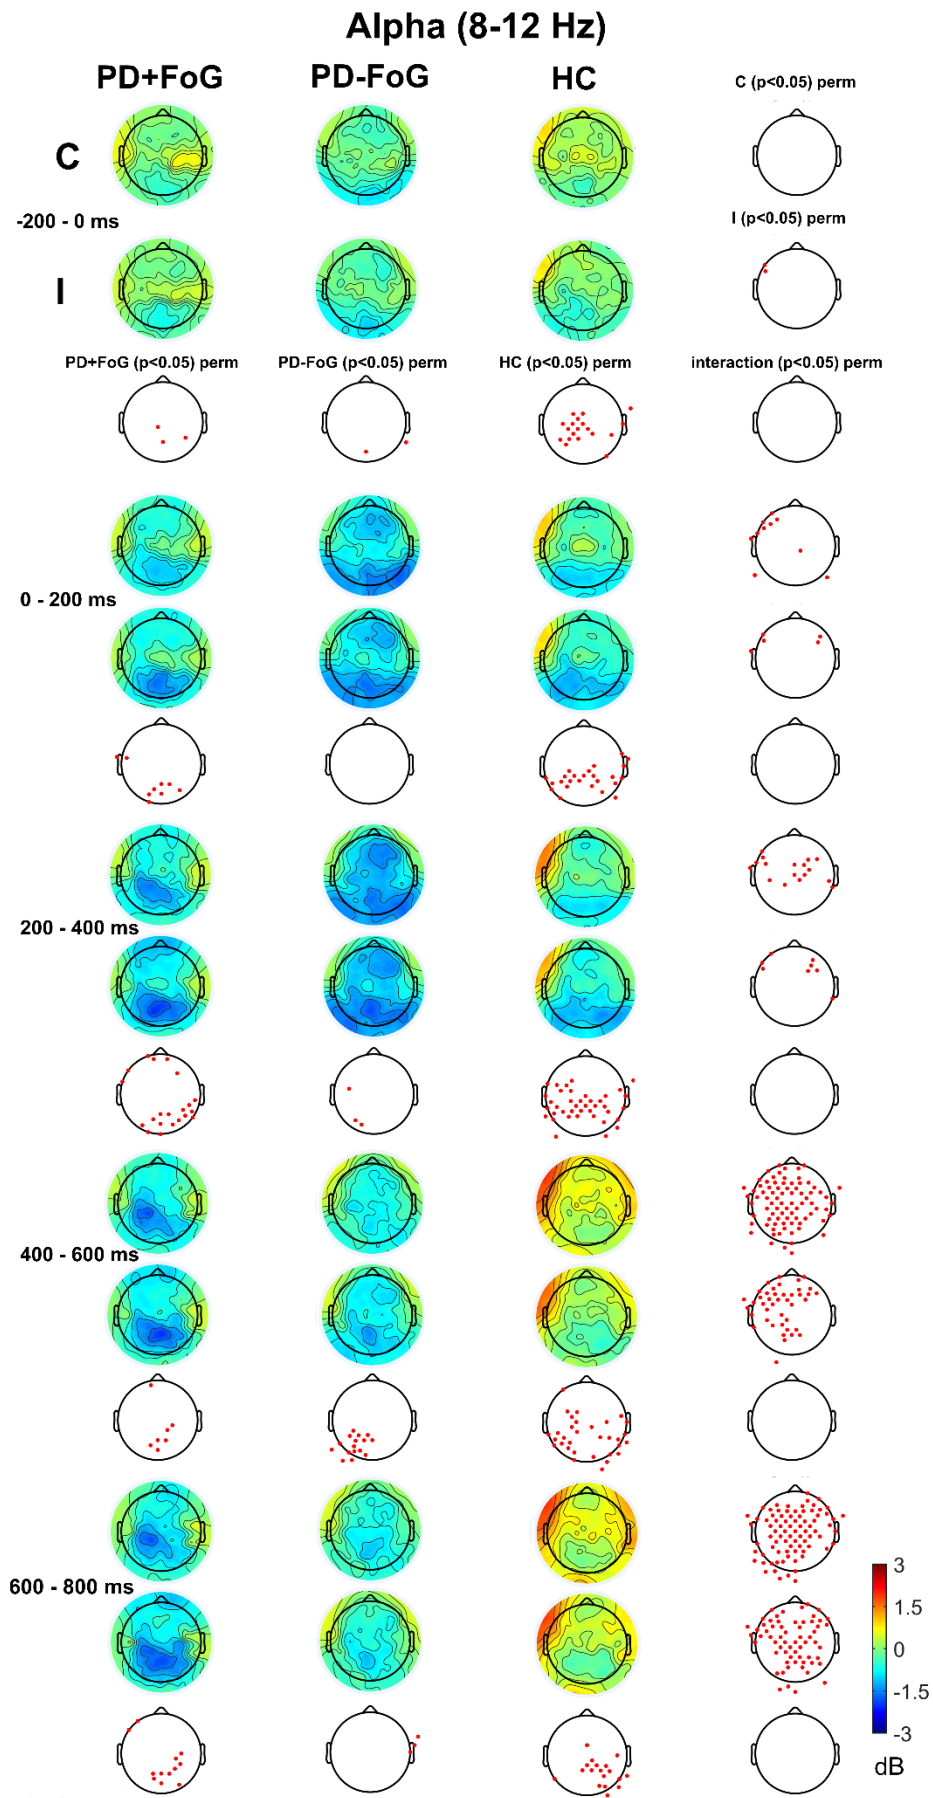 Alpha (8-12 Hz)
PD+FoG PD-FoG HC C (p<0.05) perm
C
-200 - 0 ms I (p<0.05) perm
I
PD+FoG (p<0.05) perm PD-FoG (p<0.05) perm HC (p<0.05) perm interaction (p<0.05) perm
0 - 200 ms
200 - 400 ms
400 - 600 ms
600 - 800 ms
3
1.5
0
-1.5
-3
dB